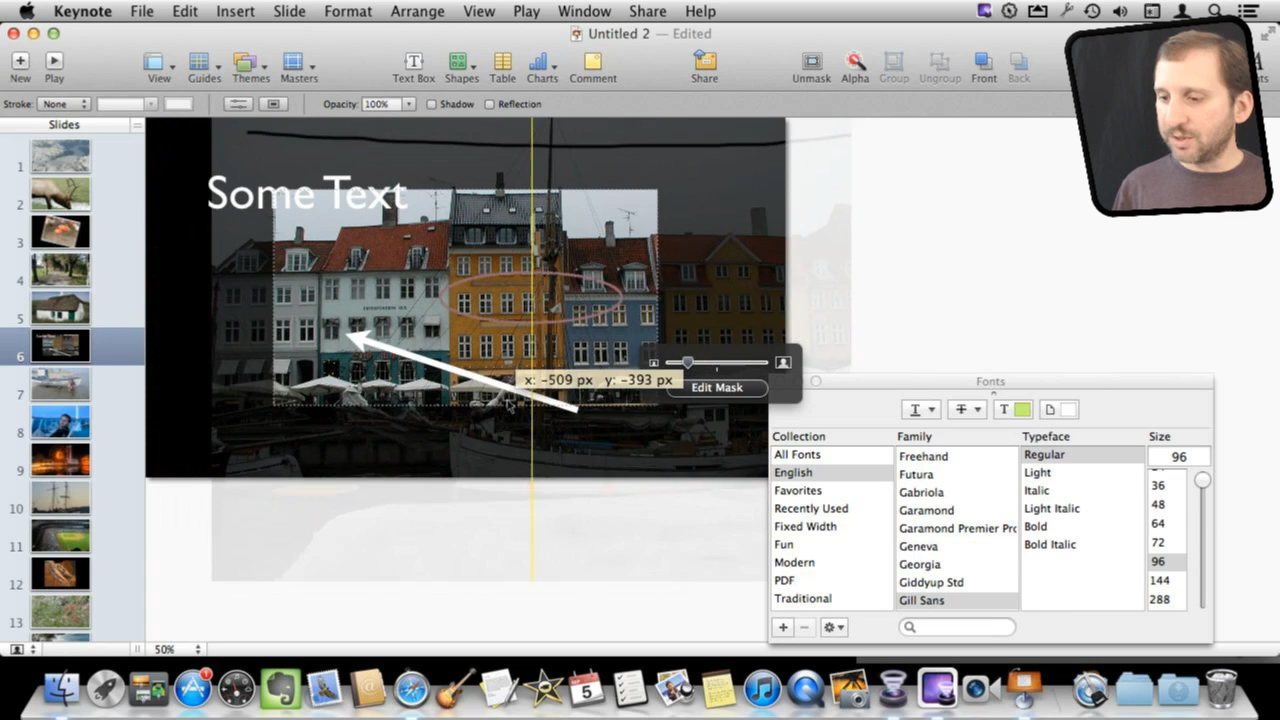 Keynote File Edit Insert Slide Format Arrange View Play Window Share Help
Untitled 2 — Edited
New Play View Guides Themes Masters Text Box Shapes Table Charts Comment Share Unmask Alpha Group Ungroup Front Back
Stroke: None Opacity: 100% Shadow Reflection
Slides
1
2
3
4
5
6
7
8
9
10
11
12
13
Some Text
x: -509 px y: -393 px
Edit Mask
Fonts
Collection Family Typeface Size
96
All Fonts
English
Favorites
Recently Used
Fixed Width
Fun
Modern
PDF
Traditional
Freehand
Futura
Gabriola
Garamond
Garamond Premier Prc
Geneva
Georgia
Giddyup Std
Gill Sans
Regular
Light
Italic
Light Italic
Bold
Bold Italic
36
48
64
72
96
144
288
50%
1
SEP
5